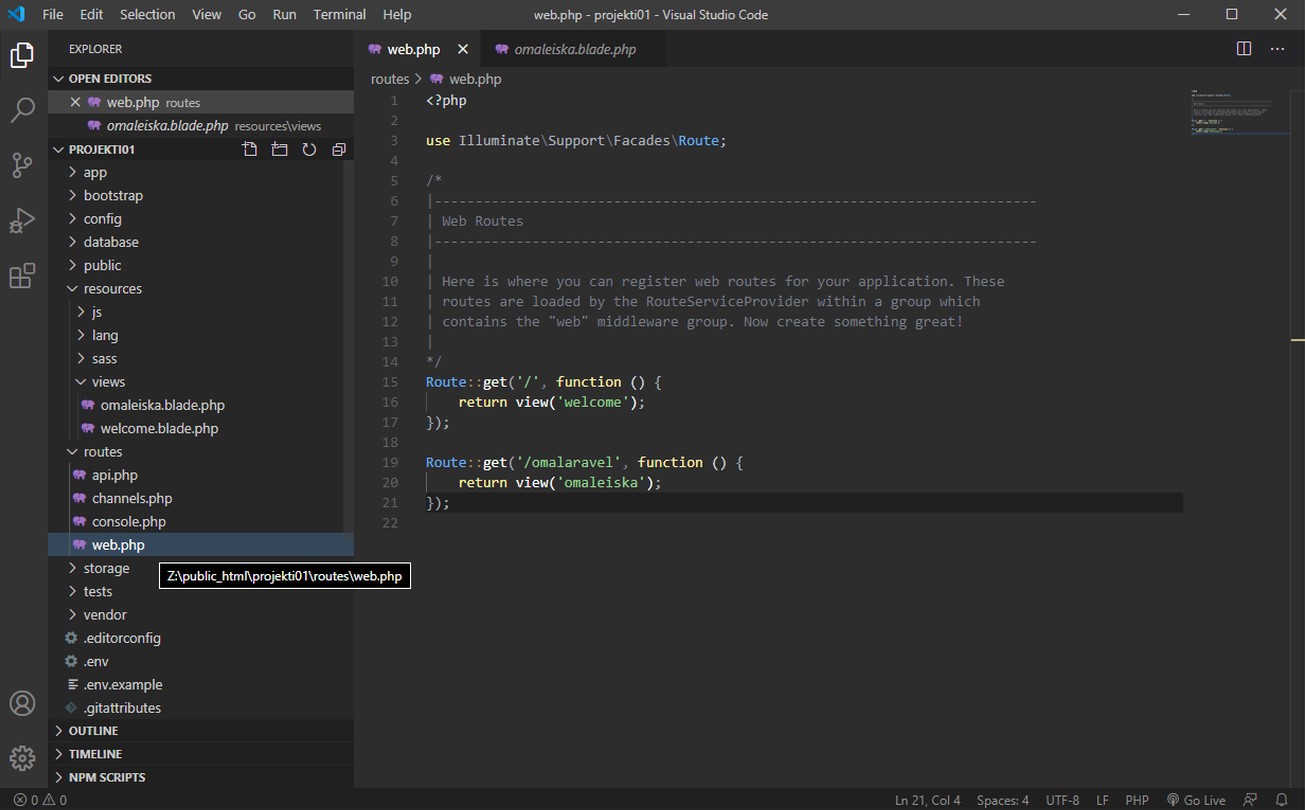 File Edit Selection View Go Run Terminal Help web.php - projekti01 - Visual Studio Code
EXPLORER
OPEN EDITORS
web.php routes
omaleiska.blade.php resources\views
PROJEKTI01
app
bootstrap
config
database
public
resources
js
lang
sass
views
omaleiska.blade.php
welcome.blade.php
routes
api.php
channels.php
console.php
web.php
Z:\public_html\projekti01\routes\web.php
storage
tests
vendor
.editorconfig
.env
.env.example
.gitattributes
OUTLINE
TIMELINE
NPM SCRIPTS
web.php omaleiska.blade.php
routes > web.php
1 <?php
2
3 use Illuminate\Support\Facades\Route;
4
5 /*
6 |--------------------------------------------------------------------------
7 | Web Routes
8 |--------------------------------------------------------------------------
9 |
10 | Here is where you can register web routes for your application. These
11 | routes are loaded by the RouteServiceProvider within a group which
12 | contains the "web" middleware group. Now create something great!
13 |
14 */
15 Route::get('/', function () {
16     return view('welcome');
17 });
18
19 Route::get('/omalaravel', function () {
20     return view('omaleiska');
21 });
22
0 0 Ln 21, Col 4 Spaces: 4 UTF-8 LF PHP Go Live